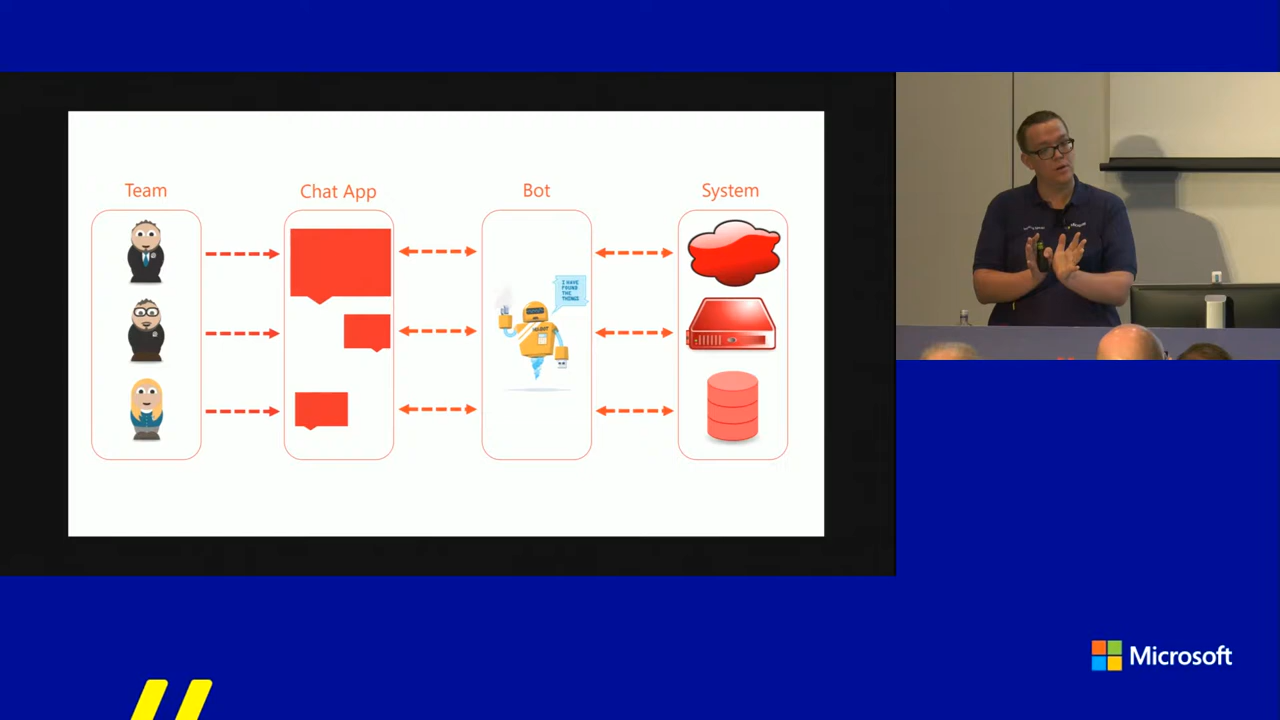 Team
Chat App
Bot
System
I HAVE
FOUND
THE
THINGS
Microsoft